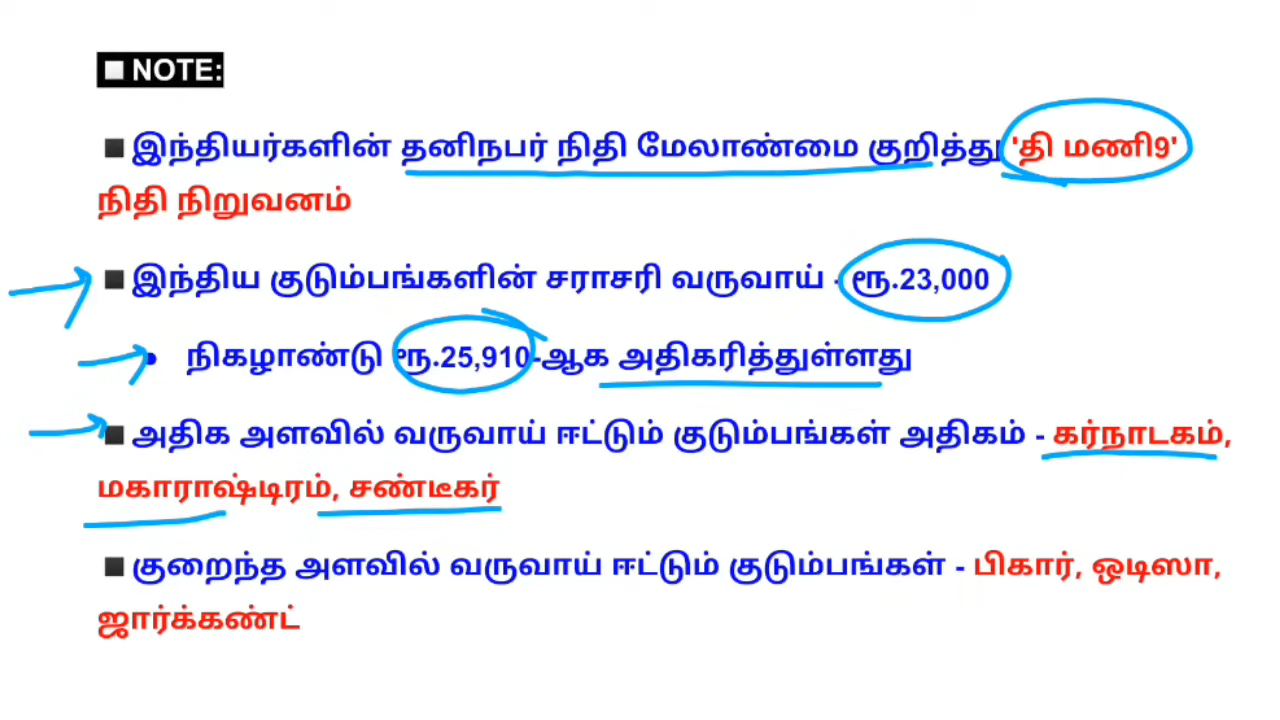 NOTE:
இந்தியர்களின் தனிநபர் நிதி மேலாண்மை குறித்து 'தி மணி9'
நிதி நிறுவனம்
இந்திய குடும்பங்களின் சராசரி வருவாய் - ரூ.23,000
நிகழாண்டு ரூ.25,910-ஆக அதிகரித்துள்ளது
அதிக அளவில் வருவாய் ஈட்டும் குடும்பங்கள் அதிகம் - கர்நாடகம்,
மகாராஷ்டிரம், சண்டீகர்
குறைந்த அளவில் வருவாய் ஈட்டும் குடும்பங்கள் - பிகார், ஒடிஸா,
ஜார்க்கண்ட்